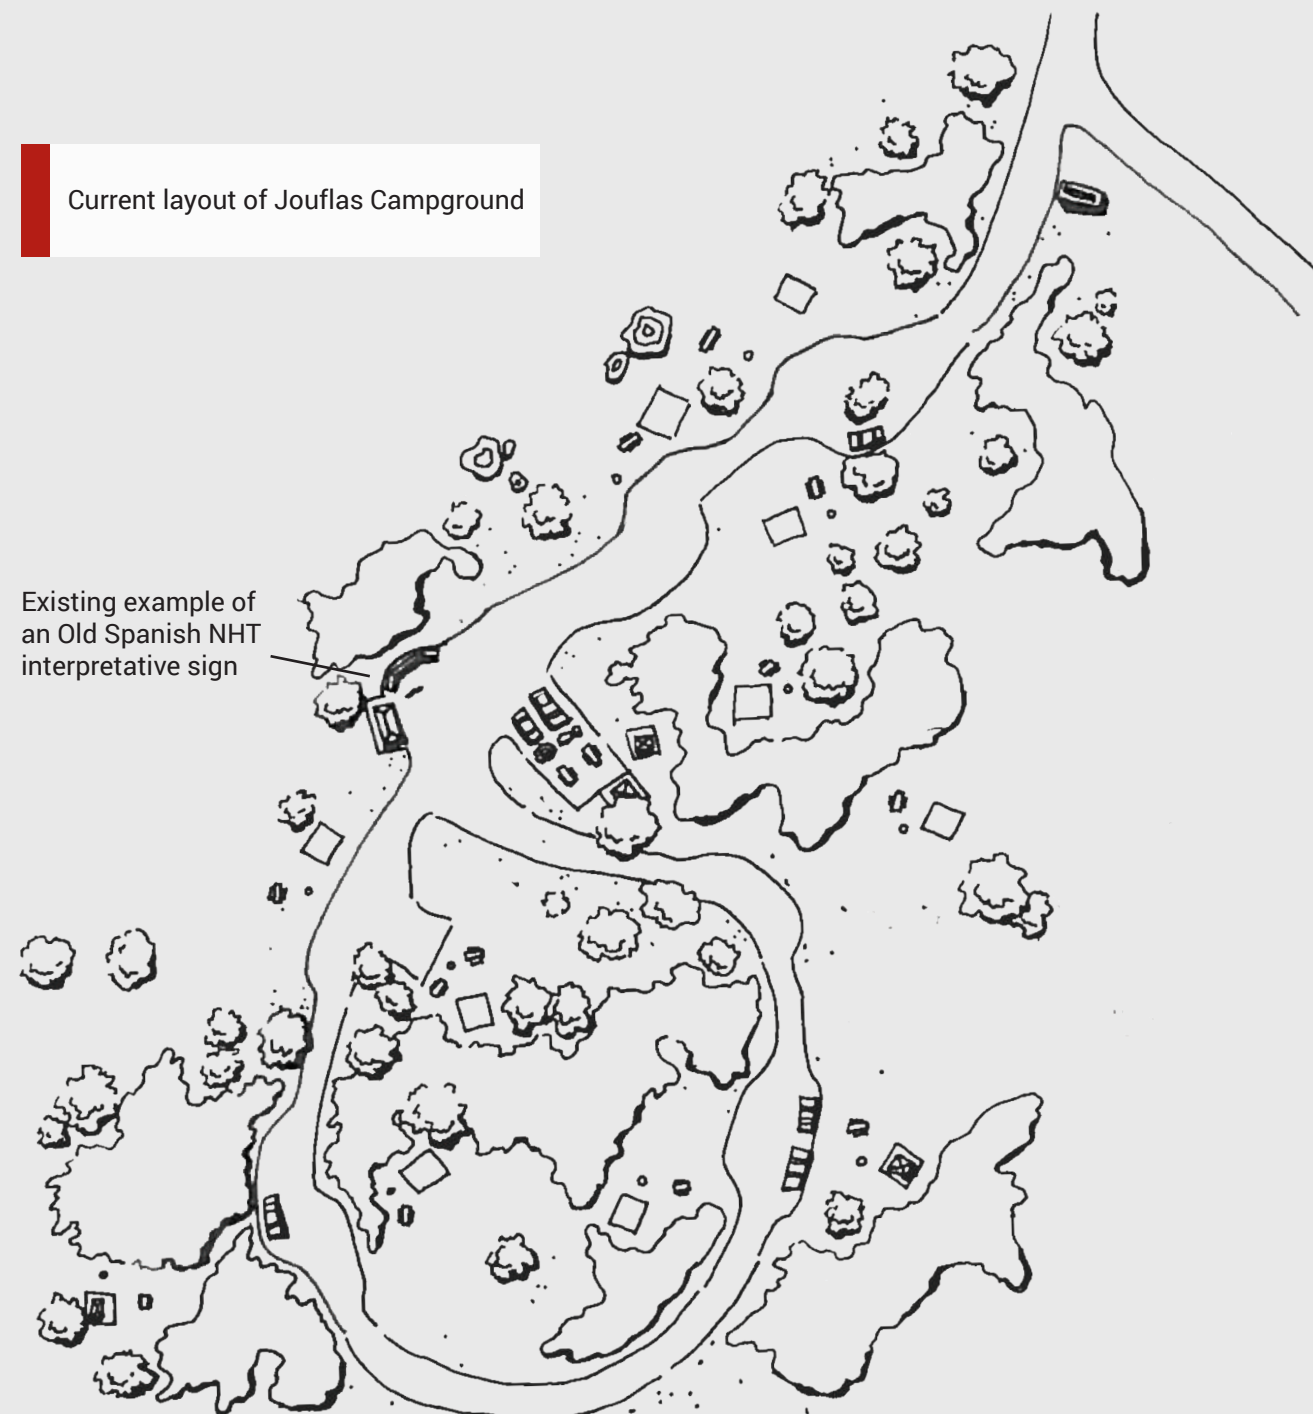 Current layout of Jouflas Campground
Existing example of
an Old Spanish NHT
interpretative sign